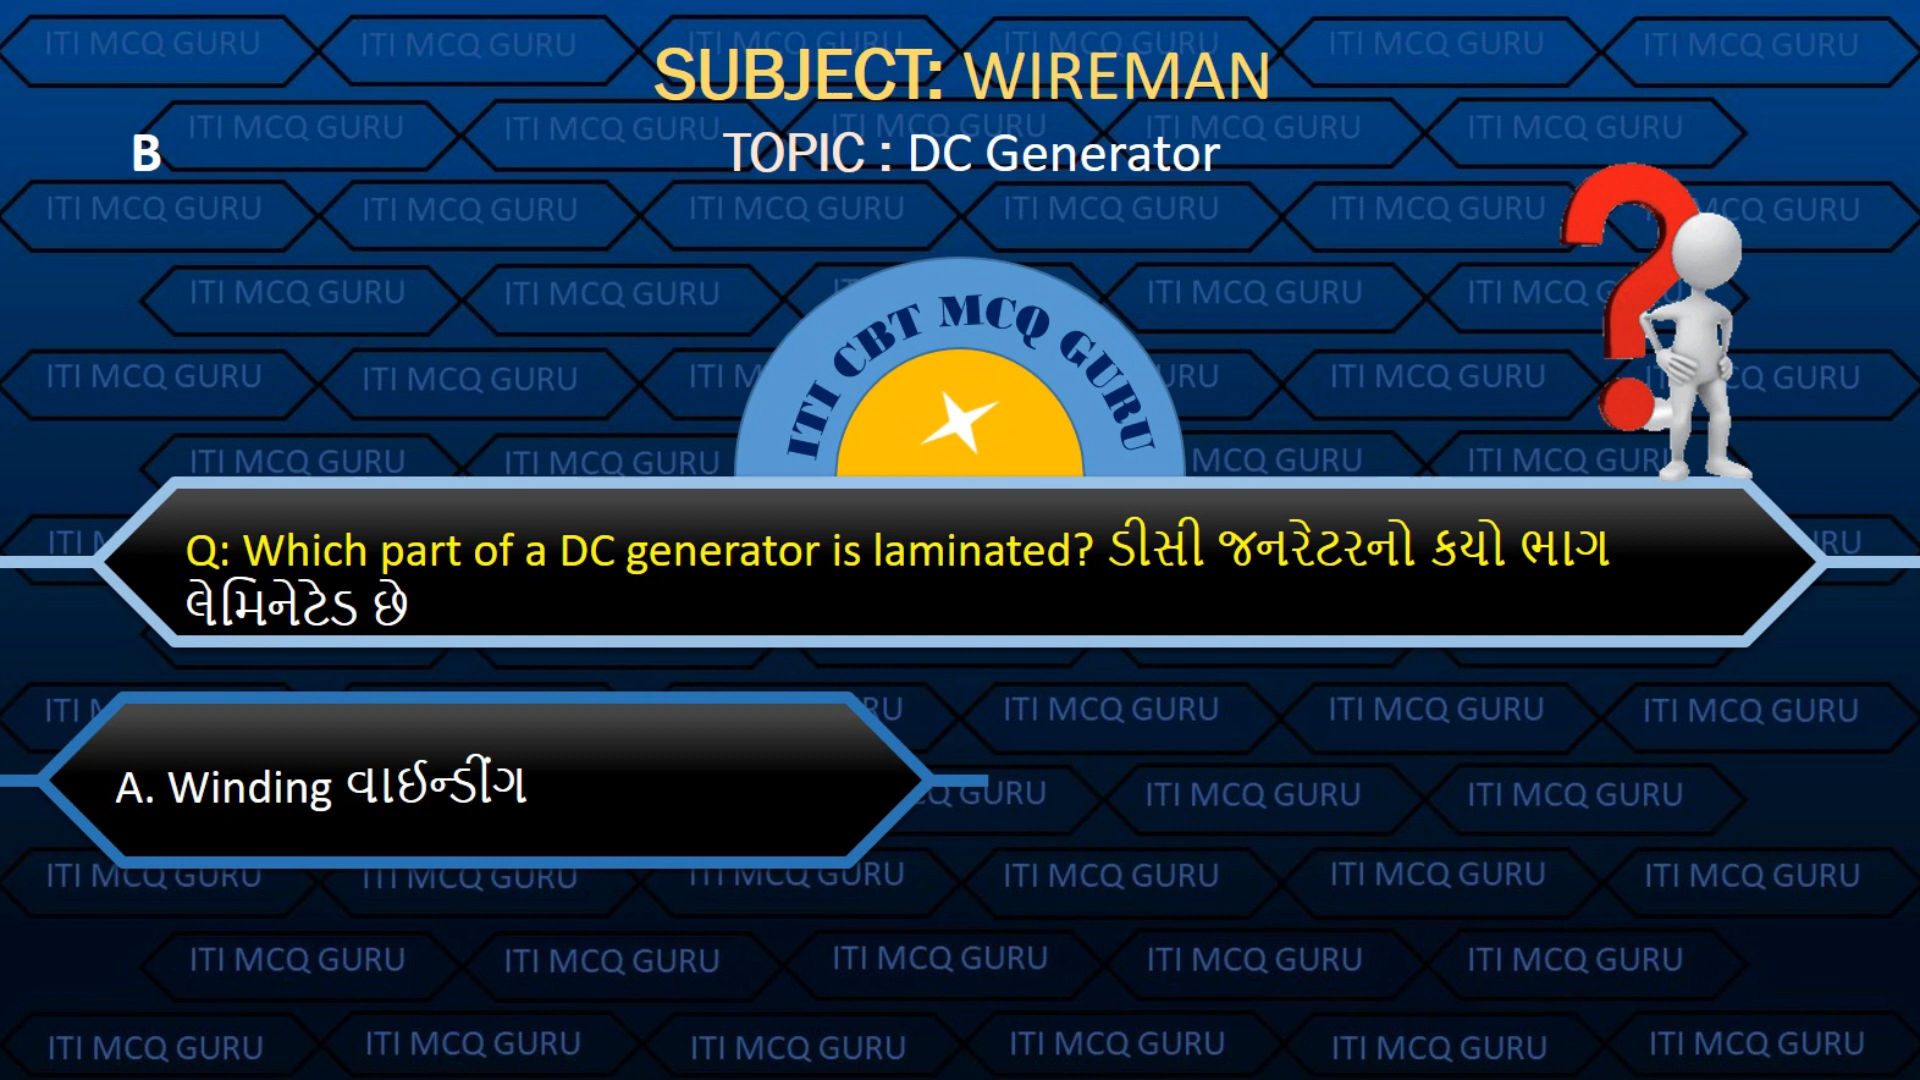 SUBJECT: WIREMAN
B
TOPIC : DC Generator
ITI CBT MCQ GURU
Q: Which part of a DC generator is laminated? ડીસી જનરેટરનો કયો ભાગ
લેમિનેટેડ છે
A. Winding વાઈન્ડીંગ
ITI MCQ GURU